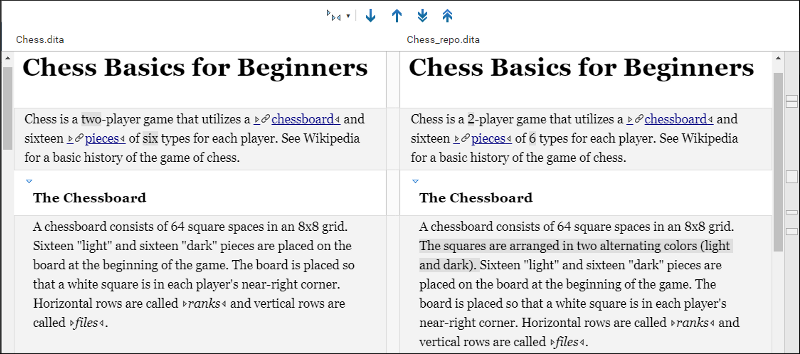 Chess.dita
Chess_repo.dita
Chess Basics for Beginners
Chess is a two-player game that utilizes a chessboard and
sixteen pieces of six types for each player. See Wikipedia
for a basic history of the game of chess.
The Chessboard
A chessboard consists of 64 square spaces in an 8x8 grid.
Sixteen "light" and sixteen "dark" pieces are placed on the
board at the beginning of the game. The board is placed so
that a white square is in each player's near-right corner.
Horizontal rows are called ranks and vertical rows are
called files.
Chess Basics for Beginners
Chess is a 2-player game that utilizes a chessboard and
sixteen pieces of 6 types for each player. See Wikipedia
for a basic history of the game of chess.
The Chessboard
A chessboard consists of 64 square spaces in an 8x8 grid.
The squares are arranged in two alternating colors (light
and dark). Sixteen "light" and sixteen "dark" pieces are
placed on the board at the beginning of the game. The
board is placed so that a white square is in each player's
near-right corner. Horizontal rows are called ranks and
vertical rows are called files.